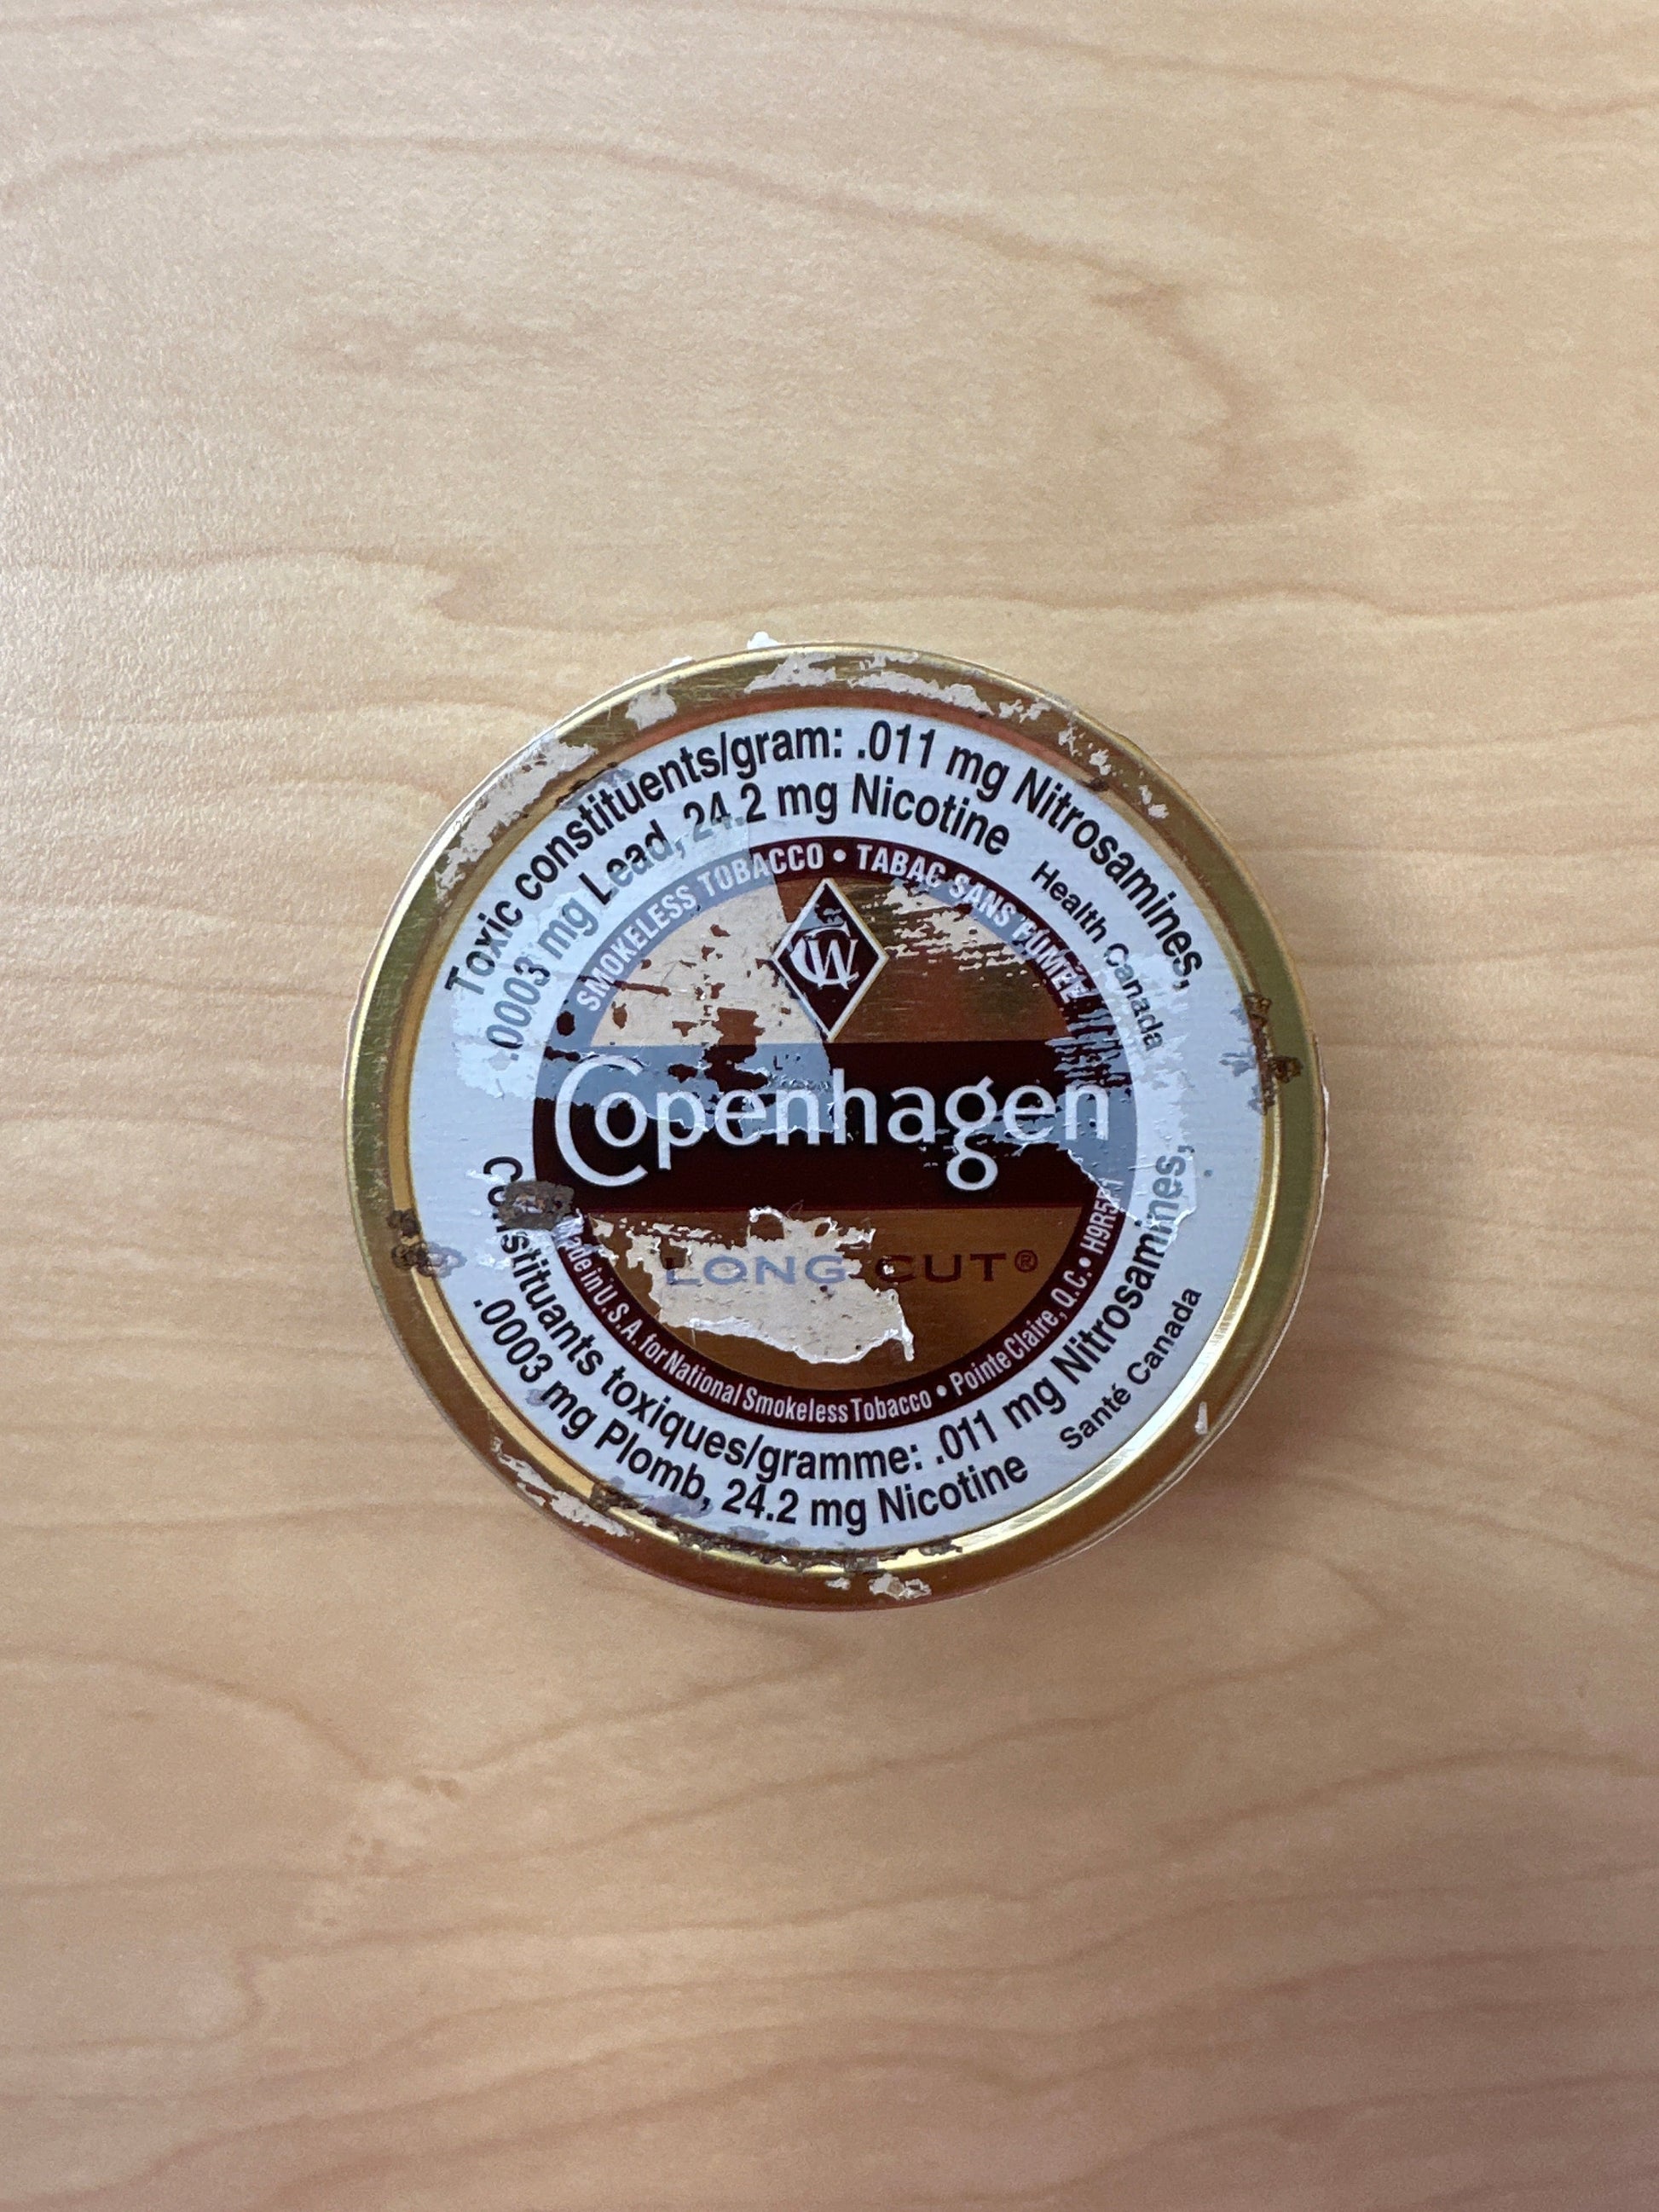 Toxic constituents/gram: .011 mg Nitrosamines,
.0003 mg Lead, 24.2 mg Nicotine
Health Canada
SMOKELESS TOBACCO • TABAC SANS FUMÉE
CW
Copenhagen
LONG CUT®
Made in U.S.A. for National Smokeless Tobacco • Pointe Claire, Q.C. •
Constituants toxiques/gramme: .011 mg Nitrosamines,
.0003 mg Plomb, 24.2 mg Nicotine
Santé Canada